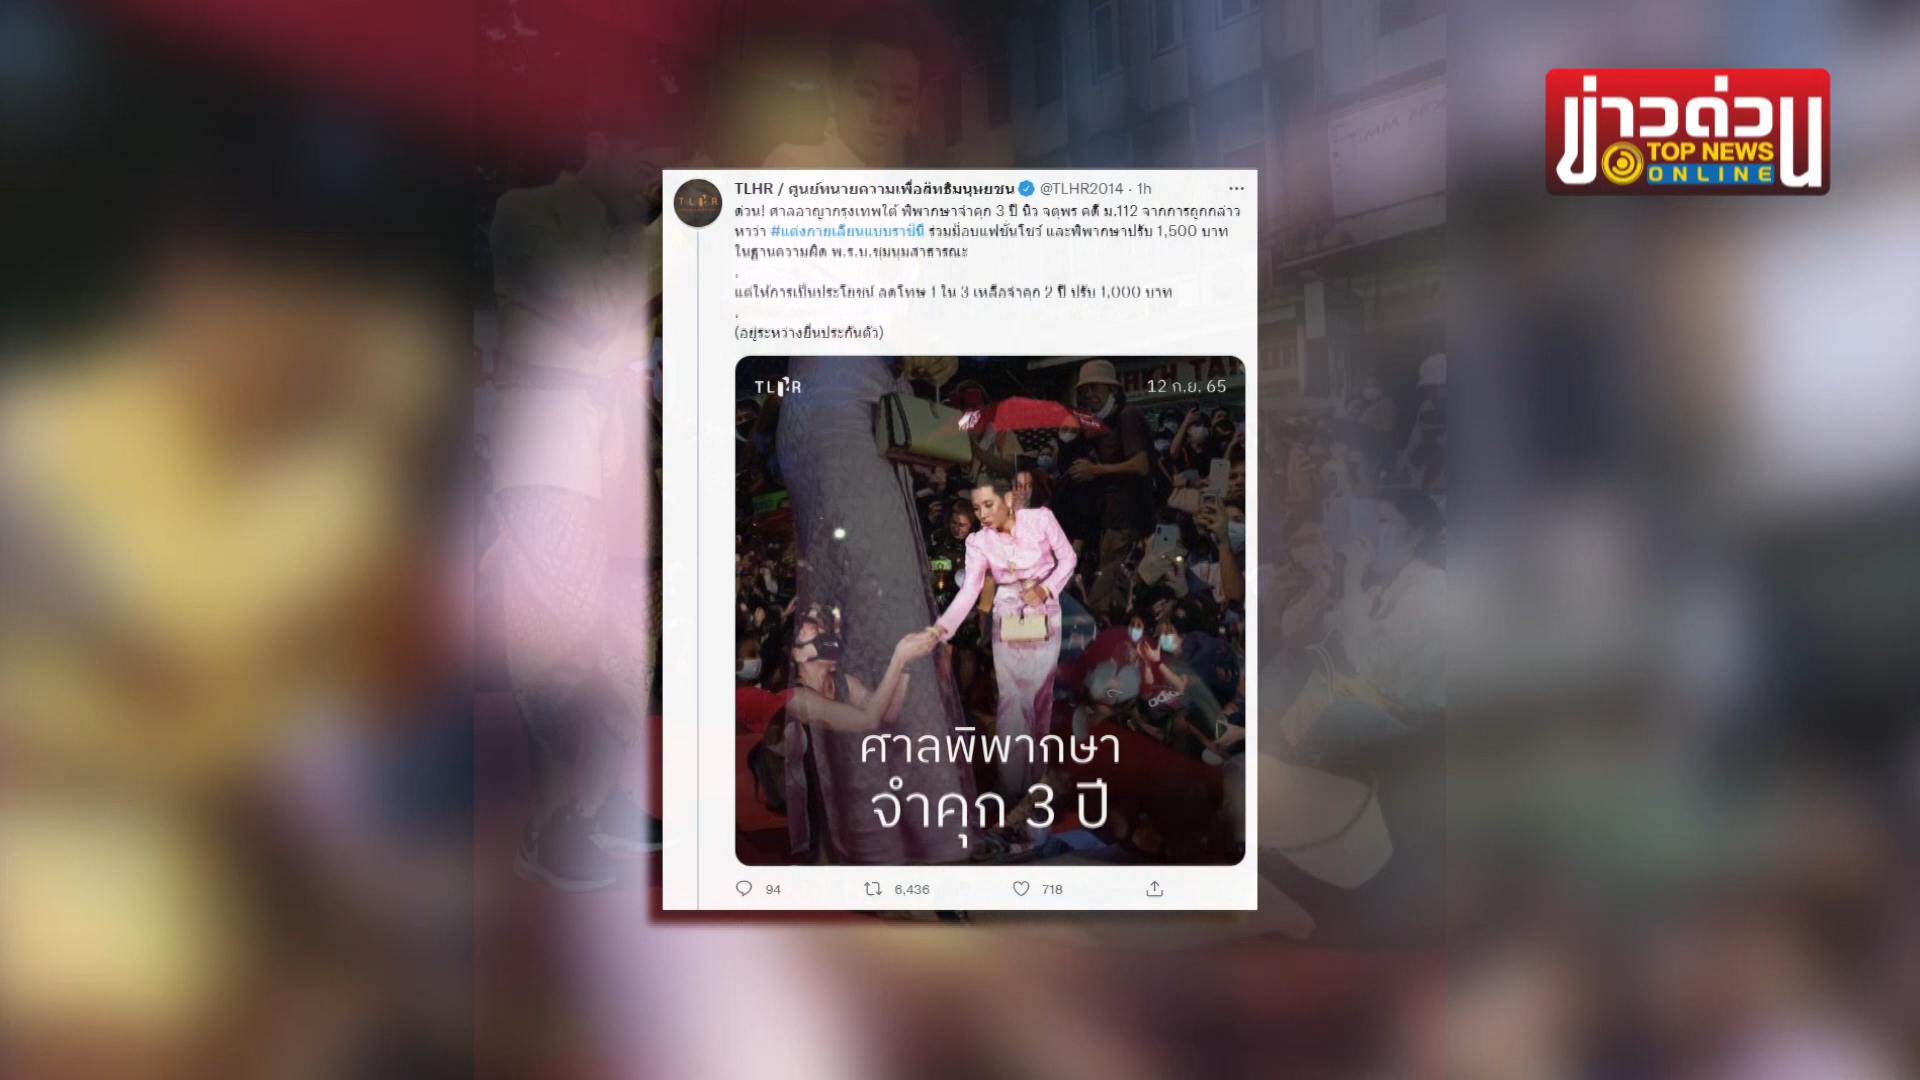 ข่าวด่วน
TOP NEWS
ONLINE
TLHR / ศูนย์ทนายความเพื่อสิทธิมนุษยชน @TLHR2014 · 1h
TLHR
ด่วน! ศาลอาญากรุงเทพใต้ พิพากษาจำคุก 3 ปี นิว จตุพร คดี ม.112 จากการถูกกล่าว
หาว่า #แต่งกายเลียนแบบราชินี ร่วมม็อบแฟชั่นโชว์ และพิพากษาปรับ 1,500 บาท
ในฐานความผิด พ.ร.บ.ชุมนุมสาธารณะ
.
แต่ให้การเป็นประโยชน์ ลดโทษ 1 ใน 3 เหลือจำคุก 2 ปี ปรับ 1,000 บาท
.
(อยู่ระหว่างยื่นประกันตัว)
TLHR
12 ก.ย. 65
adidas
ศาลพิพากษา
จำคุก 3 ปี
94
6,436
718